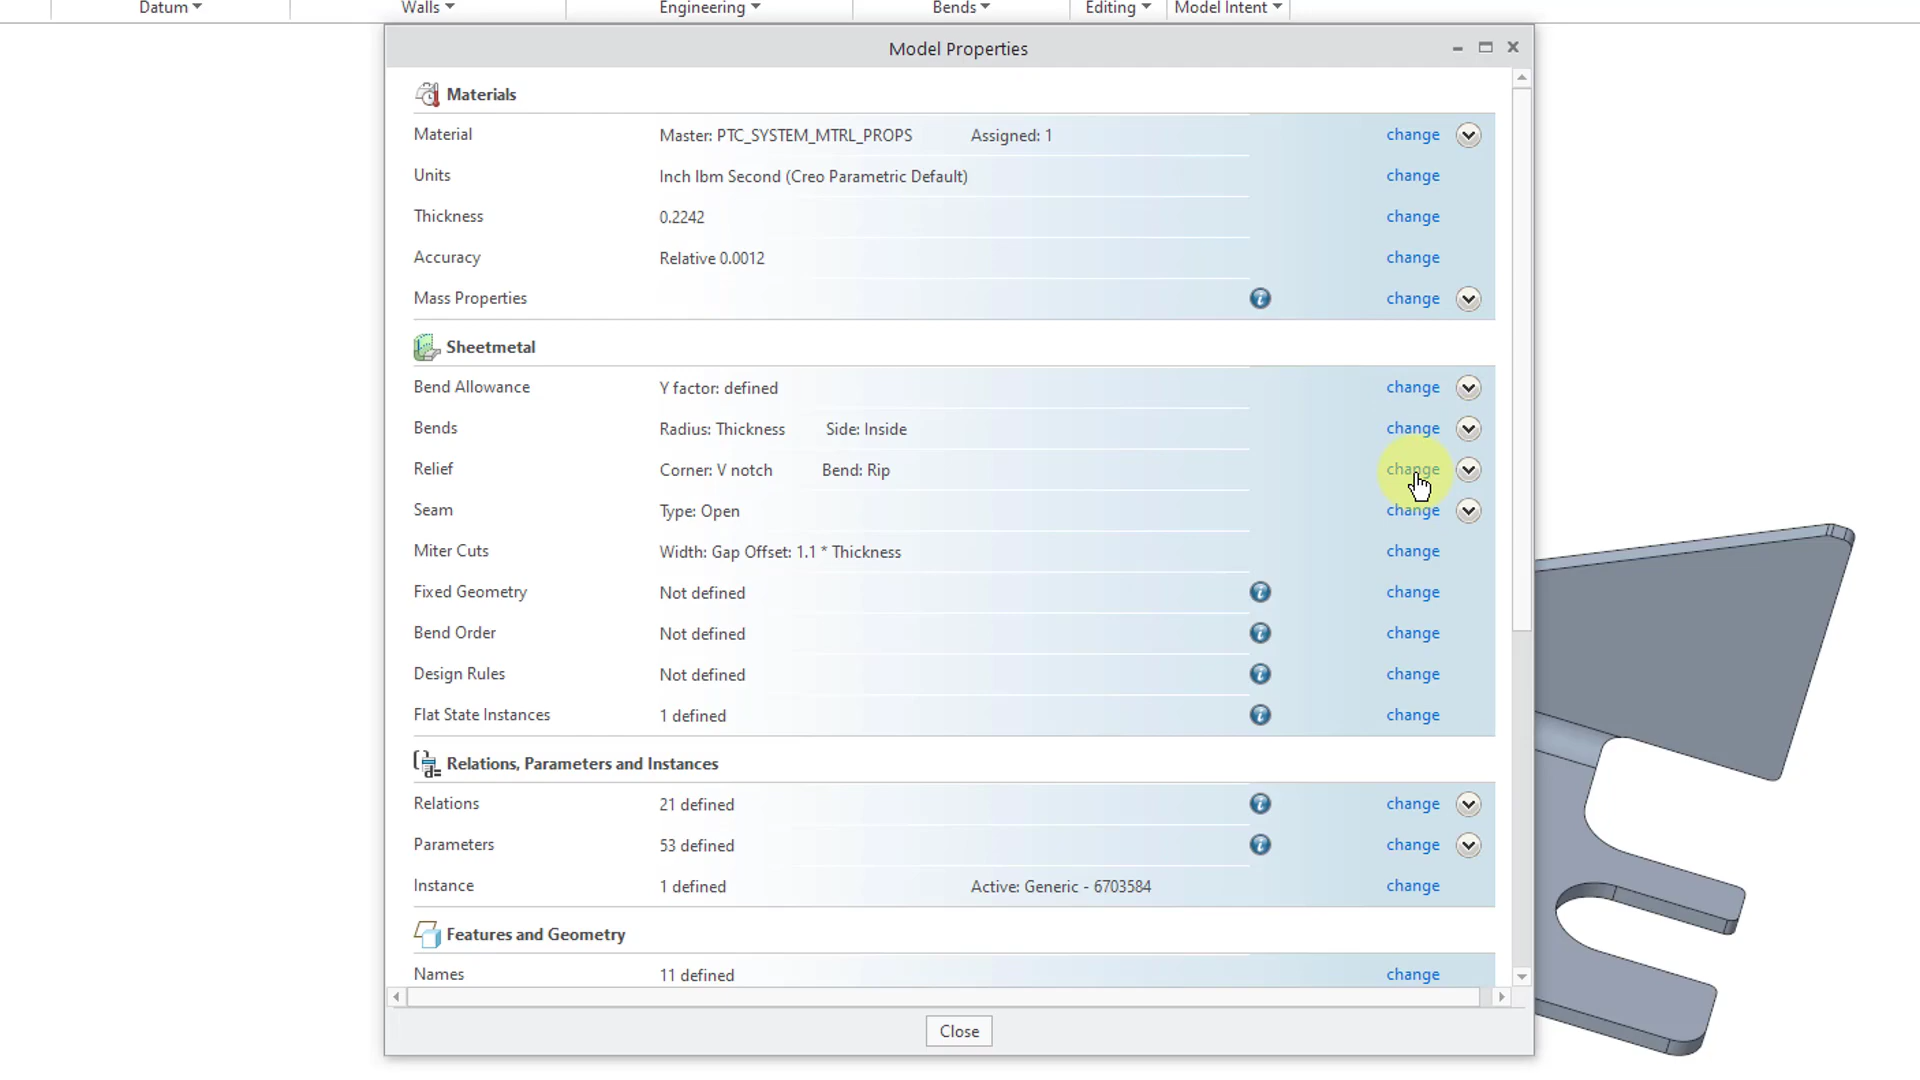 Datum Walls Engineering Bends Editing Model Intent
Model Properties
Materials
Material Master: PTC_SYSTEM_MTRL_PROPS Assigned: 1 change
Units Inch lbm Second (Creo Parametric Default) change
Thickness 0.2242 change
Accuracy Relative 0.0012 change
Mass Properties change
Sheetmetal
Bend Allowance Y factor: defined change
Bends Radius: Thickness Side: Inside change
Relief Corner: V notch Bend: Rip change
Seam Type: Open change
Miter Cuts Width: Gap Offset: 1.1 * Thickness change
Fixed Geometry Not defined change
Bend Order Not defined change
Design Rules Not defined change
Flat State Instances 1 defined change
Relations, Parameters and Instances
Relations 21 defined change
Parameters 53 defined change
Instance 1 defined Active: Generic - 6703584 change
Features and Geometry
Names 11 defined change
Close